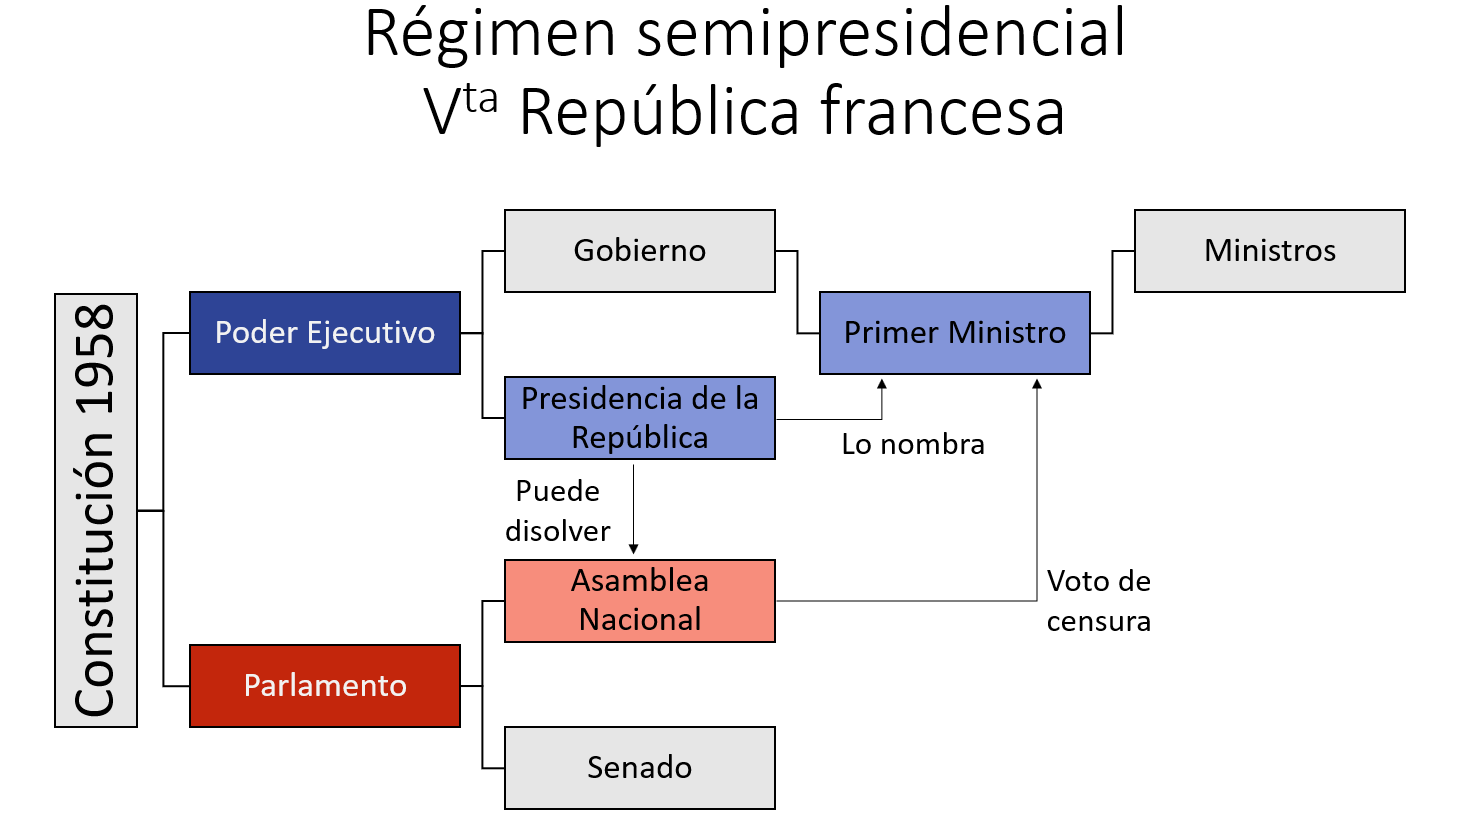 Régimen semipresidencial
Vta República francesa
Gobierno
Ministros
Constitución 1958
Poder Ejecutivo
Primer Ministro
Presidencia de la
República
Lo nombra
Puede
disolver
Asamblea
Nacional
Voto de
censura
Parlamento
Senado